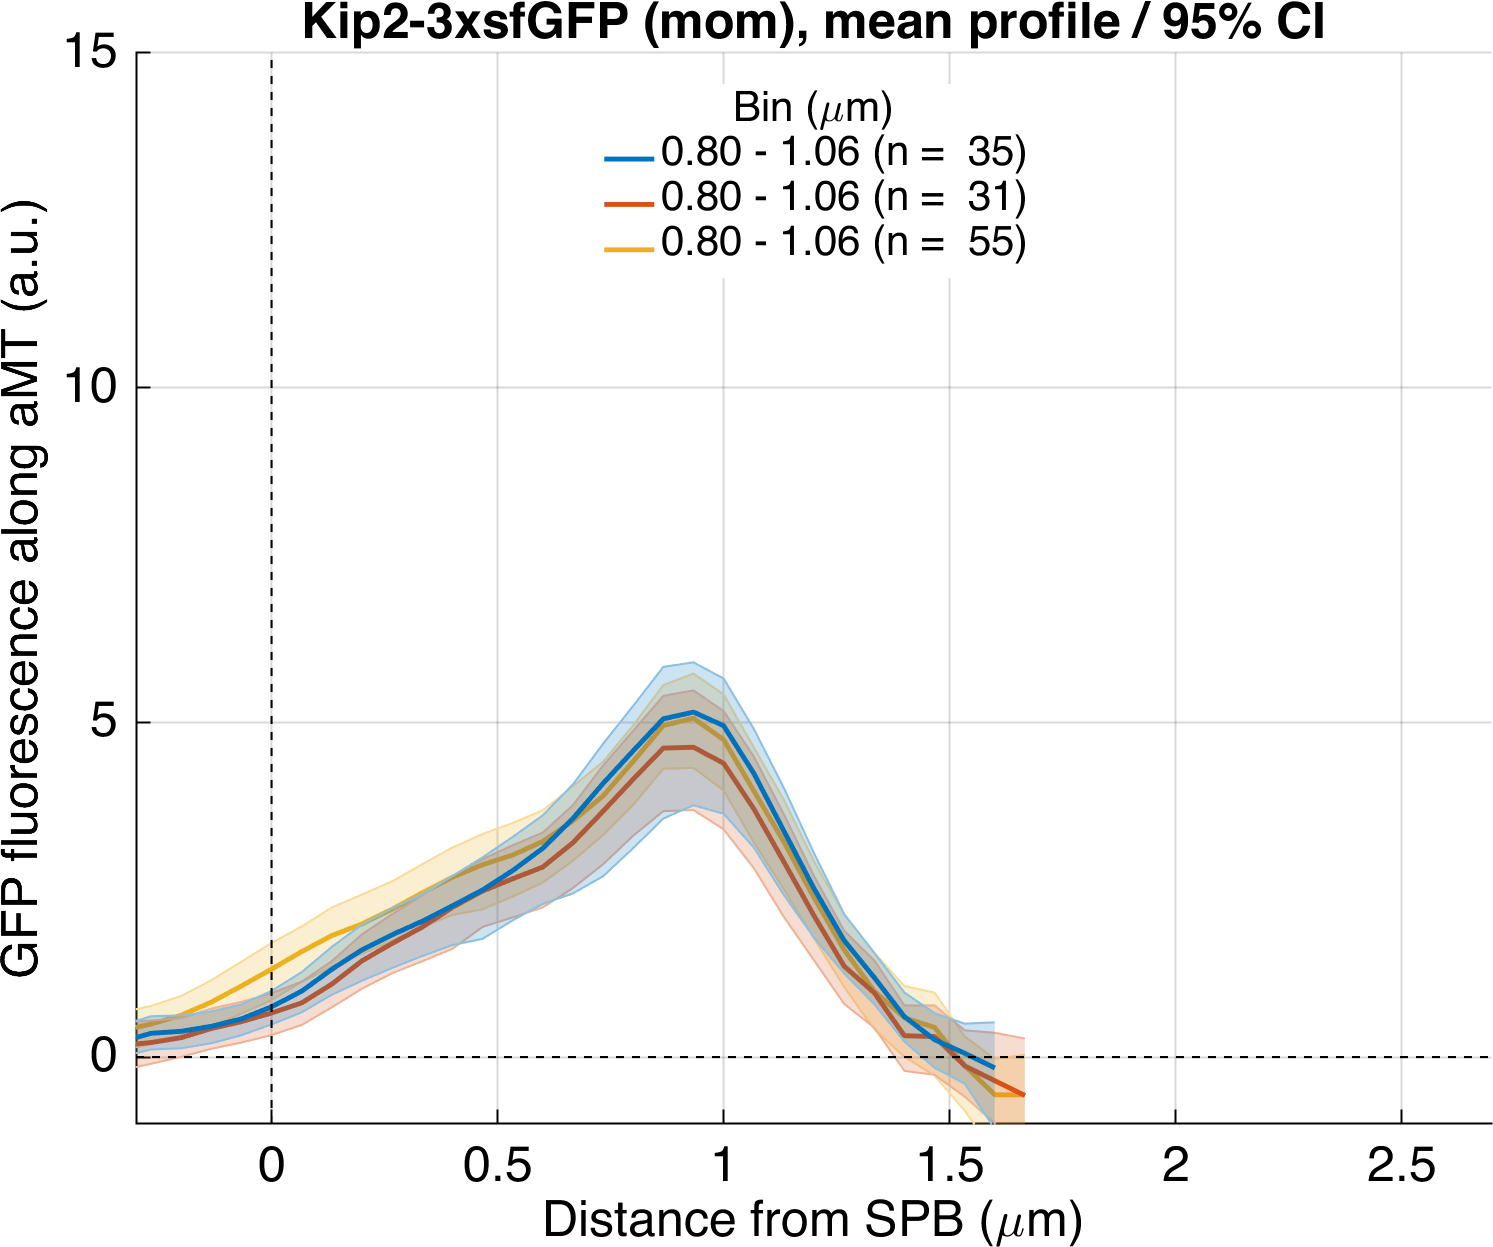 Kip2-3xsfGFP (mom), mean profile / 95% CI
GFP fluorescence along aMT (a.u.)
15
10
5
0
Bin (μm)
0.80 - 1.06 (n =  35)
0.80 - 1.06 (n =  31)
0.80 - 1.06 (n =  55)
0 0.5 1 1.5 2 2.5
Distance from SPB (μm)